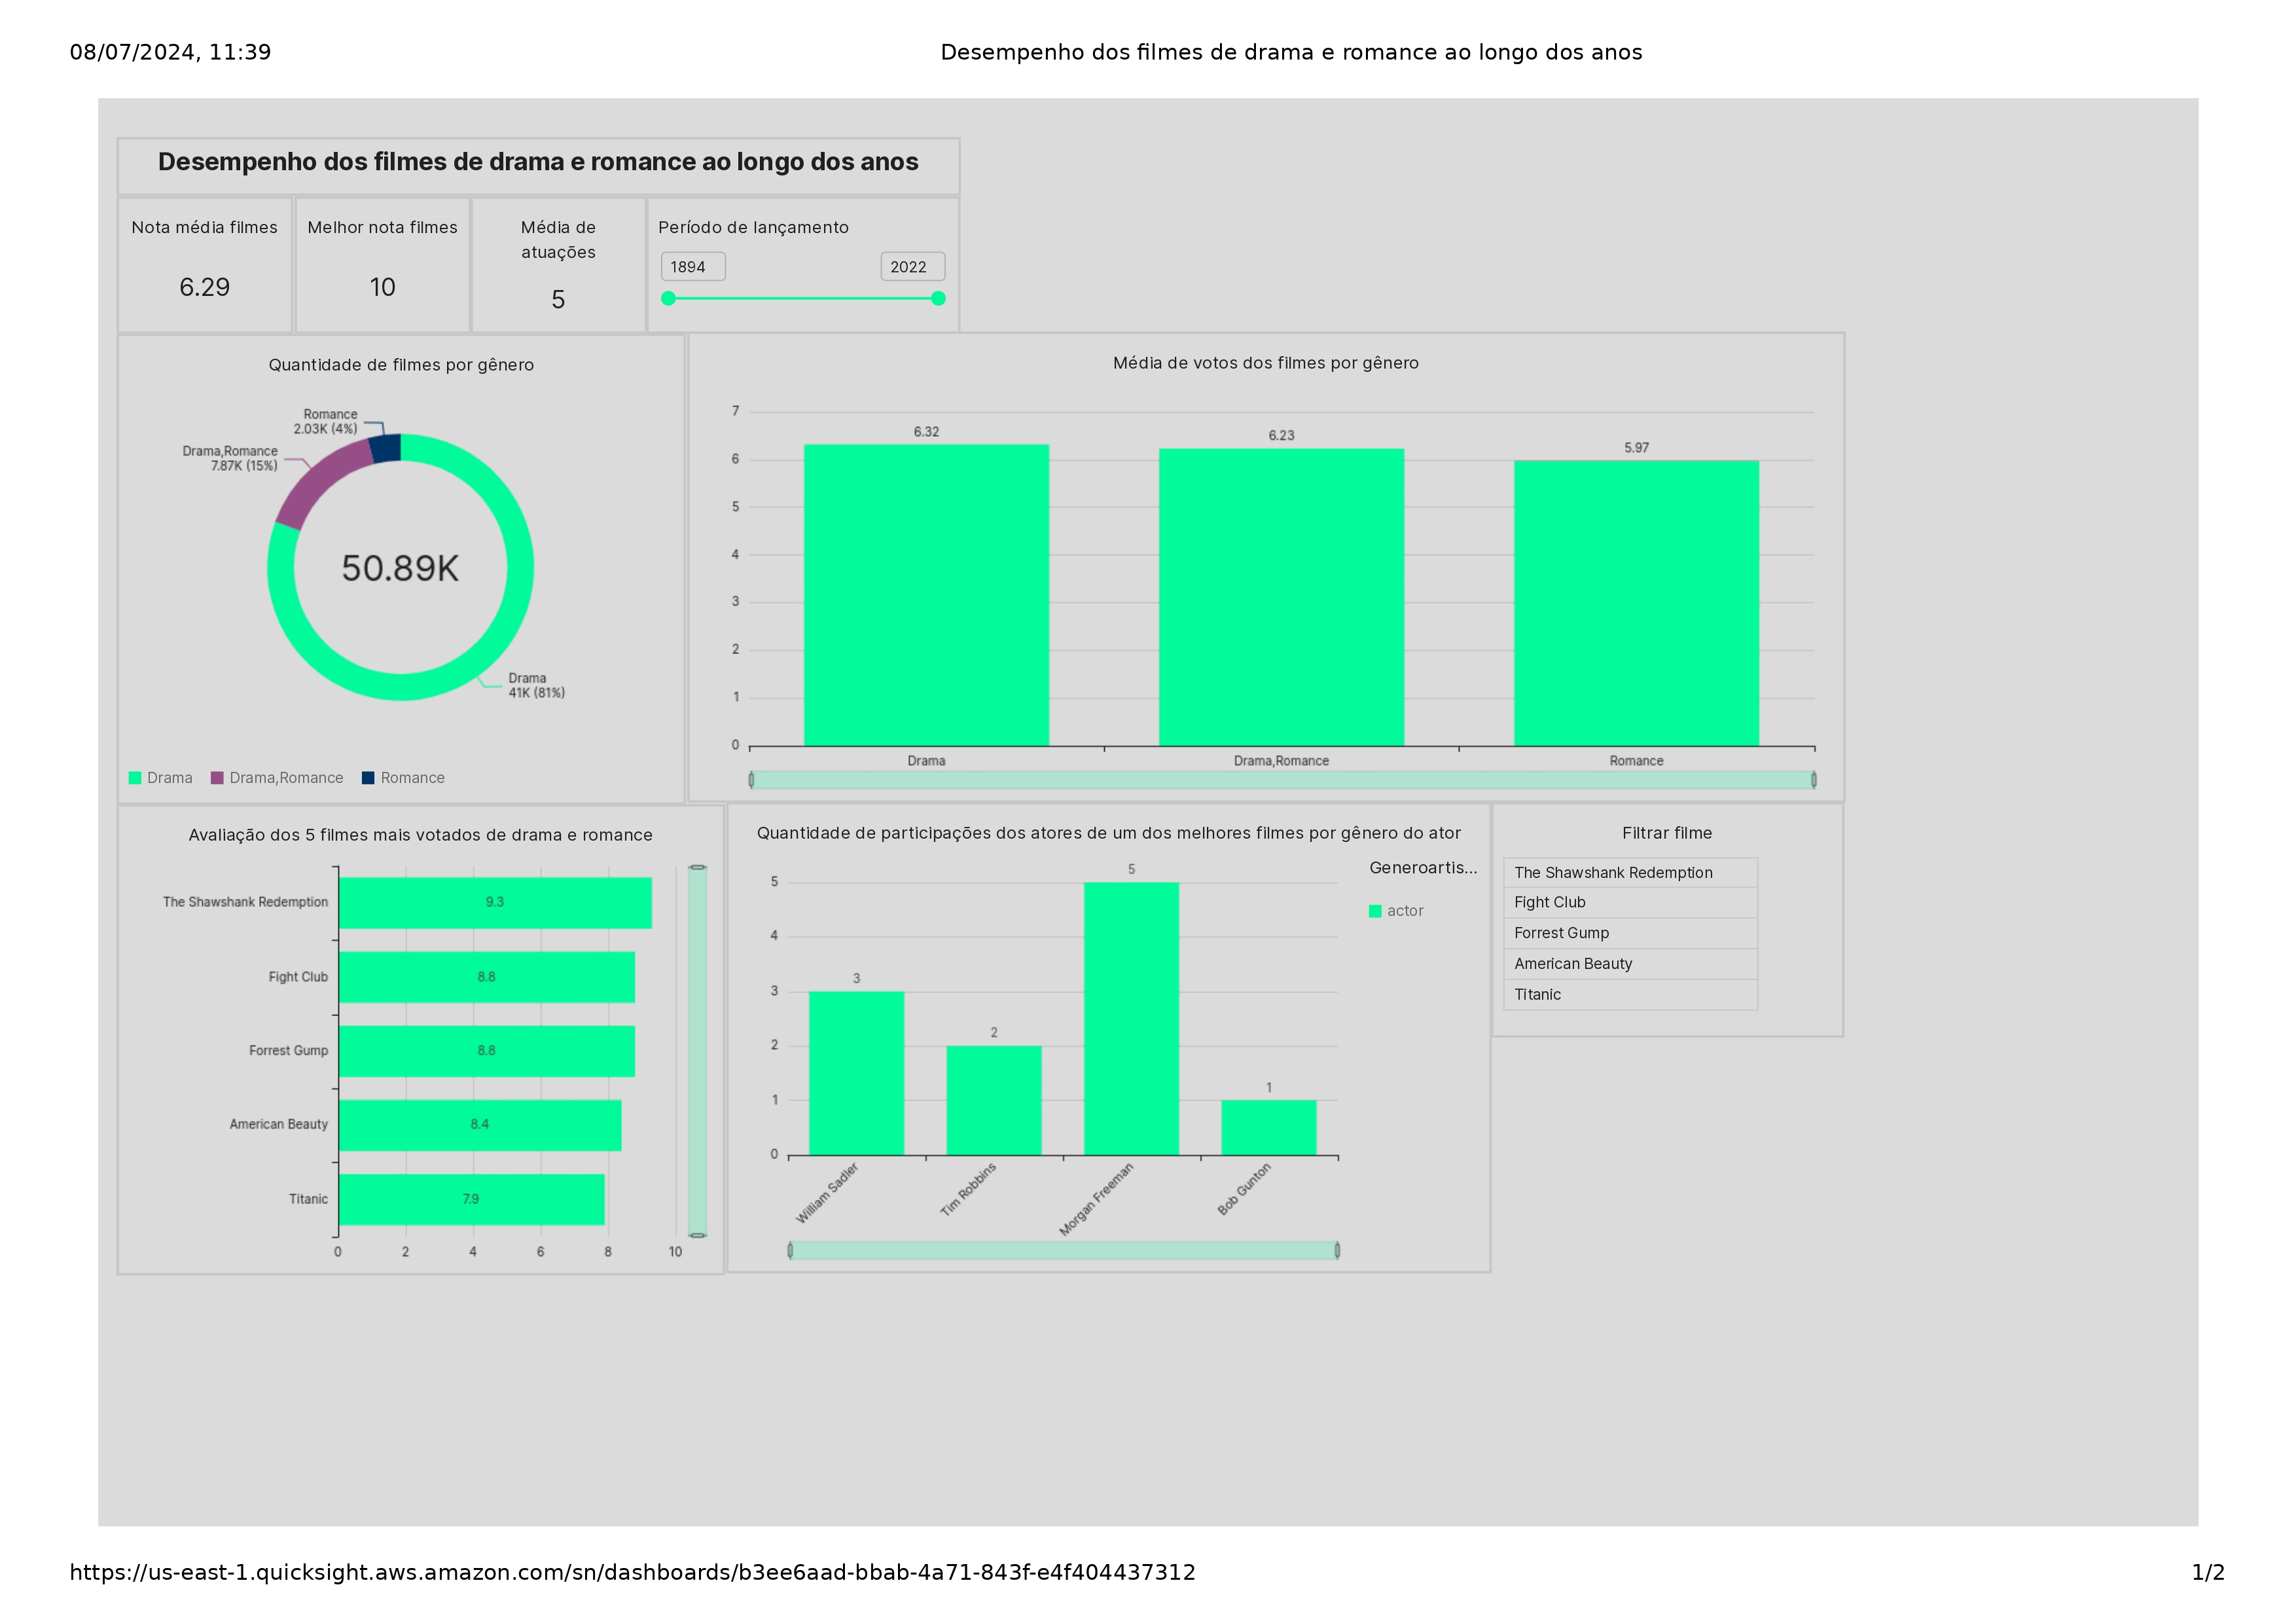 08/07/2024, 11:39
Desempenho dos filmes de drama e romance ao longo dos anos
Desempenho dos filmes de drama e romance ao longo dos anos
Nota média filmes
6.29
Melhor nota filmes
10
Média de
atuações
5
Período de lançamento
1894
2022
Quantidade de filmes por gênero
Romance
2.03K (4%)
Drama,Romance
7.87K (15%)
50.89K
Drama
41K (81%)
Drama
Drama,Romance
Romance
Média de votos dos filmes por gênero
7
6
5
4
3
2
1
0
6.32
6.23
5.97
Drama
Drama,Romance
Romance
Avaliação dos 5 filmes mais votados de drama e romance
The Shawshank Redemption
9.3
Fight Club
8.8
Forrest Gump
8.8
American Beauty
8.4
Titanic
7.9
0
2
4
6
8
10
Quantidade de participações dos atores de um dos melhores filmes por gênero do ator
Generoartis...
actor
5
4
3
2
1
0
3
2
5
1
William Sadler
Tim Robbins
Morgan Freeman
Bob Gunton
Filtrar filme
The Shawshank Redemption
Fight Club
Forrest Gump
American Beauty
Titanic
https://us-east-1.quicksight.aws.amazon.com/sn/dashboards/b3ee6aad-bbab-4a71-843f-e4f404437312
1/2